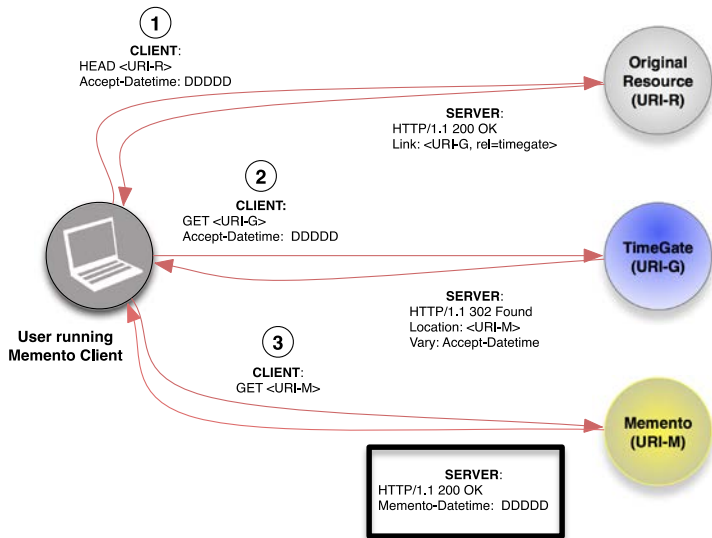 1
CLIENT:
HEAD <URI-R>
Accept-Datetime: DDDDD
Original
Resource
(URI-R)
SERVER:
HTTP/1.1 200 OK
Link: <URI-G, rel=timegate>
2
CLIENT:
GET <URI-G>
Accept-Datetime: DDDDD
TimeGate
(URI-G)
SERVER:
HTTP/1.1 302 Found
Location: <URI-M>
Vary: Accept-Datetime
User running
Memento Client
3
CLIENT:
GET <URI-M>
Memento
(URI-M)
SERVER:
HTTP/1.1 200 OK
Memento-Datetime: DDDDD